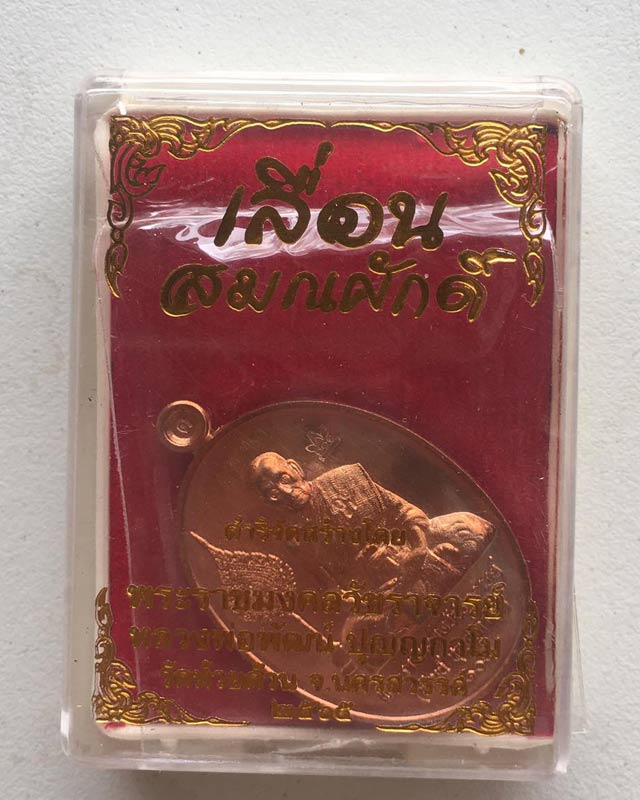 เลื่อน
สมณศักดิ์
ดำริจัดสร้างโดย
พระราชมงคลวัชราจารย์
หลวงพ่อพัฒน์ ปุญญกาโม
วัดห้วยด้วน จ.นครสวรรค์
๒๕๖๕